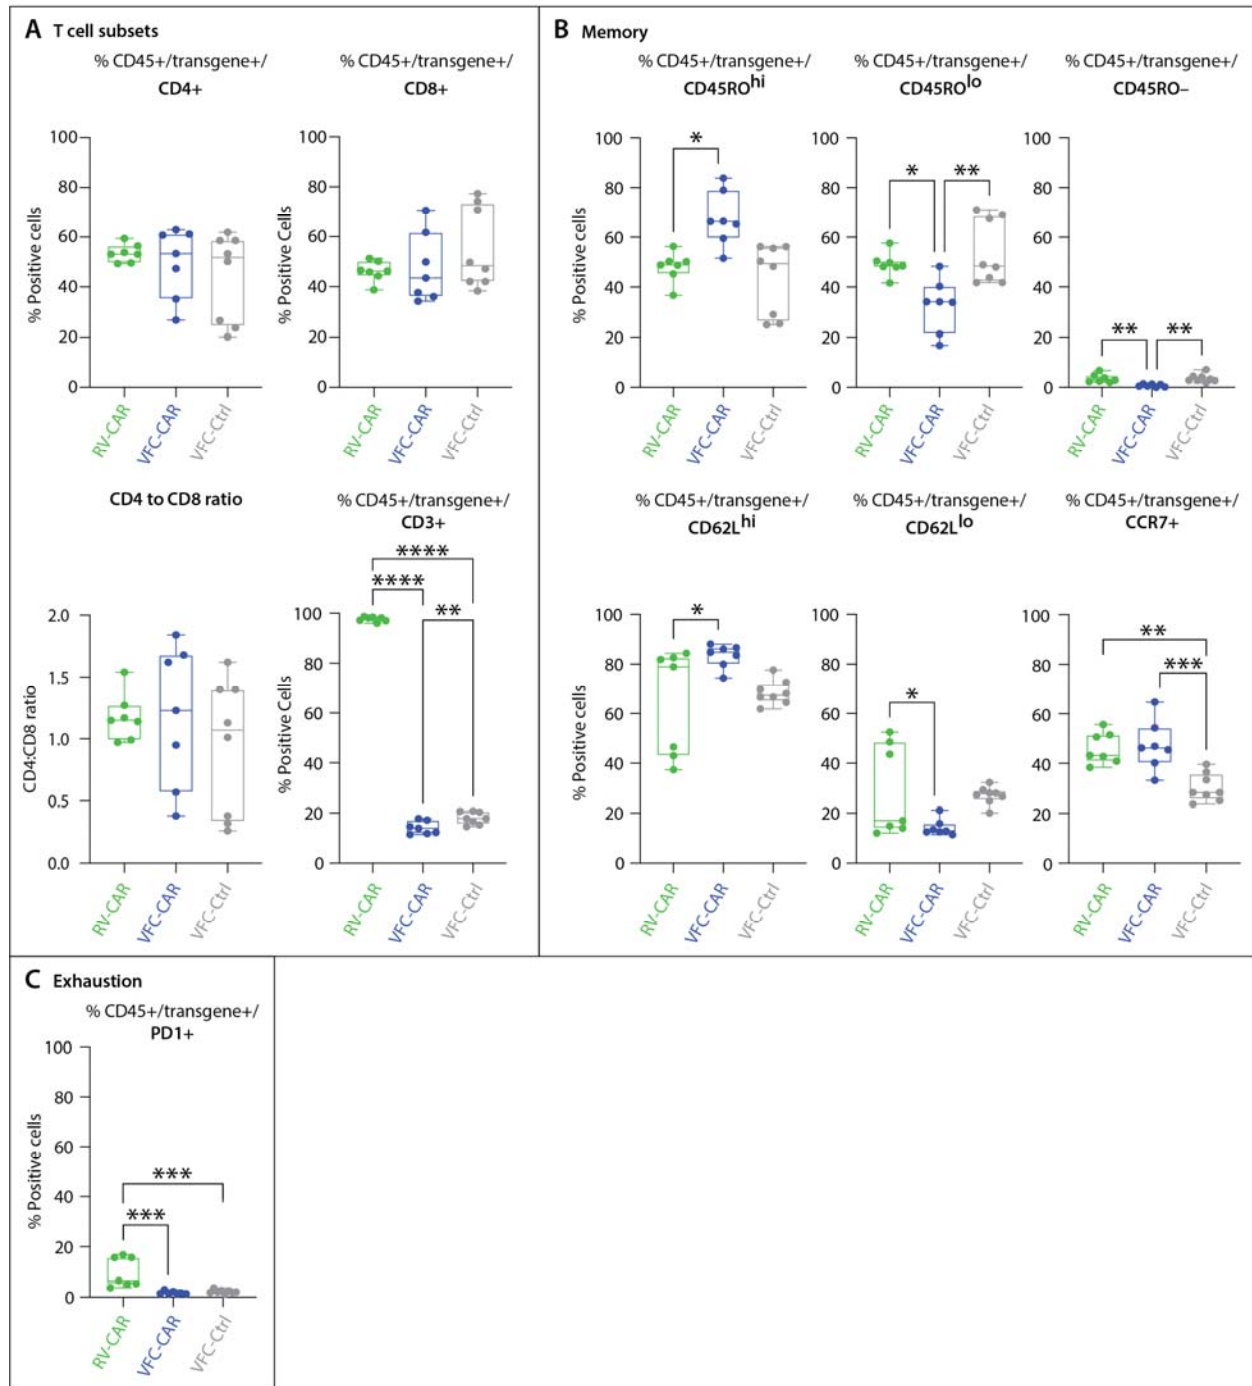 A T cell subsets
% CD45+/transgene+/
CD4+
% Positive cells
100
80
60
40
20
0
RV-CAR
VFC-CAR
VFC-Ctrl
% CD45+/transgene+/
CD8+
% Positive Cells
100
80
60
40
20
0
RV-CAR
VFC-CAR
VFC-Ctrl
CD4 to CD8 ratio
CD4:CD8 ratio
2.0
1.5
1.0
0.5
0.0
RV-CAR
VFC-CAR
VFC-Ctrl
% CD45+/transgene+/
CD3+
****
****
**
% Positive Cells
100
80
60
40
20
0
RV-CAR
VFC-CAR
VFC-Ctrl
B Memory
% CD45+/transgene+/
CD45ROhi
*
% Positive cells
100
80
60
40
20
0
RV-CAR
VFC-CAR
VFC-Ctrl
% CD45+/transgene+/
CD45ROlo
* **
100
80
60
40
20
0
RV-CAR
VFC-CAR
VFC-Ctrl
% CD45+/transgene+/
CD45RO–
** **
100
80
60
40
20
0
RV-CAR
VFC-CAR
VFC-Ctrl
% CD45+/transgene+/
CD62Lhi
*
% Positive cells
100
80
60
40
20
0
RV-CAR
VFC-CAR
VFC-Ctrl
% CD45+/transgene+/
CD62Llo
*
100
80
60
40
20
0
RV-CAR
VFC-CAR
VFC-Ctrl
% CD45+/transgene+/
CCR7+
**
***
100
80
60
40
20
0
RV-CAR
VFC-CAR
VFC-Ctrl
C Exhaustion
% CD45+/transgene+/
PD1+
***
***
% Positive cells
100
80
60
40
20
0
RV-CAR
VFC-CAR
VFC-Ctrl